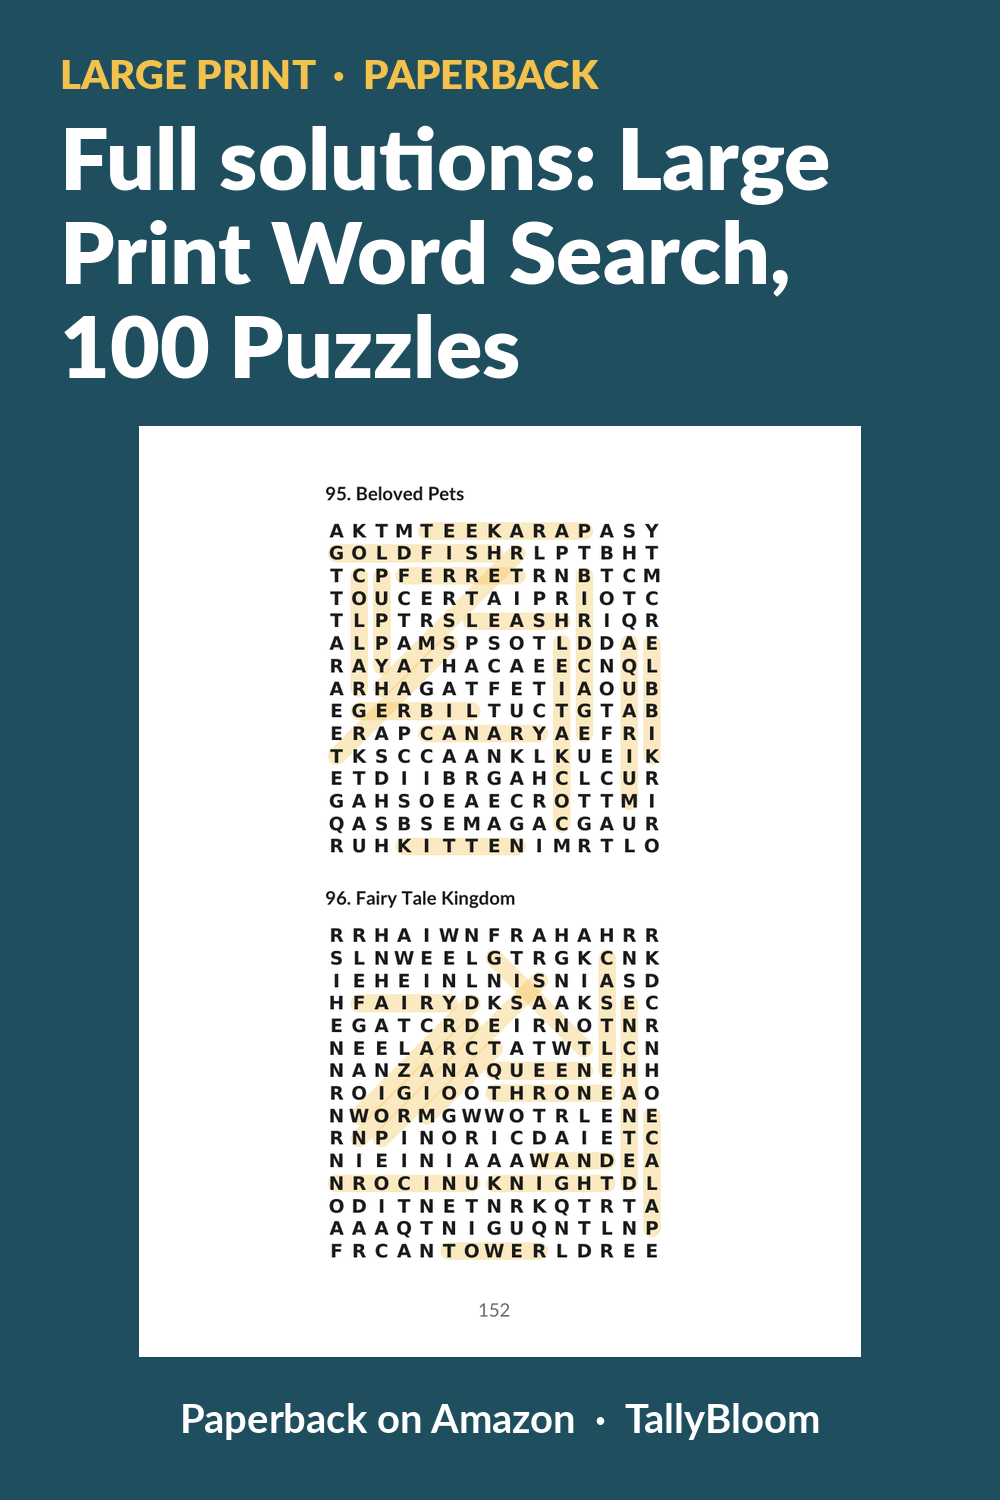 LARGE PRINT · PAPERBACK
Full solutions: Large
Print Word Search,
100 Puzzles
95. Beloved Pets
A K T M T E E K A R A P A S Y
G O L D F I S H R L P T B H T
T C P F E R R E T R N B T C M
T O U C E R T A I P R I O T C
T L P T R S L E A S H R I Q R
A L P A M S P S O T L D D A E
R A Y A T H A C A E E C N Q L
A R H A G A T F E T I A O U B
E G E R B I L T U C T G T A B
E R A P C A N A R Y A E F R I
T K S C C A A N K L K U E I K
E T D I I B R G A H C L C U R
G A H S O E A E C R O T T M I
Q A S B S E M A G A C G A U R
R U H K I T T E N I M R T L O
96. Fairy Tale Kingdom
R R H A I W N F R A H A H R R
S L N W E E L G T R G K C N K
I E H E I N L N I S N I A S D
H F A I R Y D K S A A K S E C
E G A T C R D E I R N O T N R
N E E L A R C T A T W T L C N
N A N Z A N A Q U E E N E H H
R O I G I O O T H R O N E A O
N W O R M G W W O T R L E N E
R N P I N O R I C D A I E T C
N I E I N I A A A W A N D E A
N R O C I N U K N I G H T D L
O D I T N E T N R K Q T R T A
A A A Q T N I G U Q N T L N P
F R C A N T O W E R L D R E E
152
Paperback on Amazon · TallyBloom